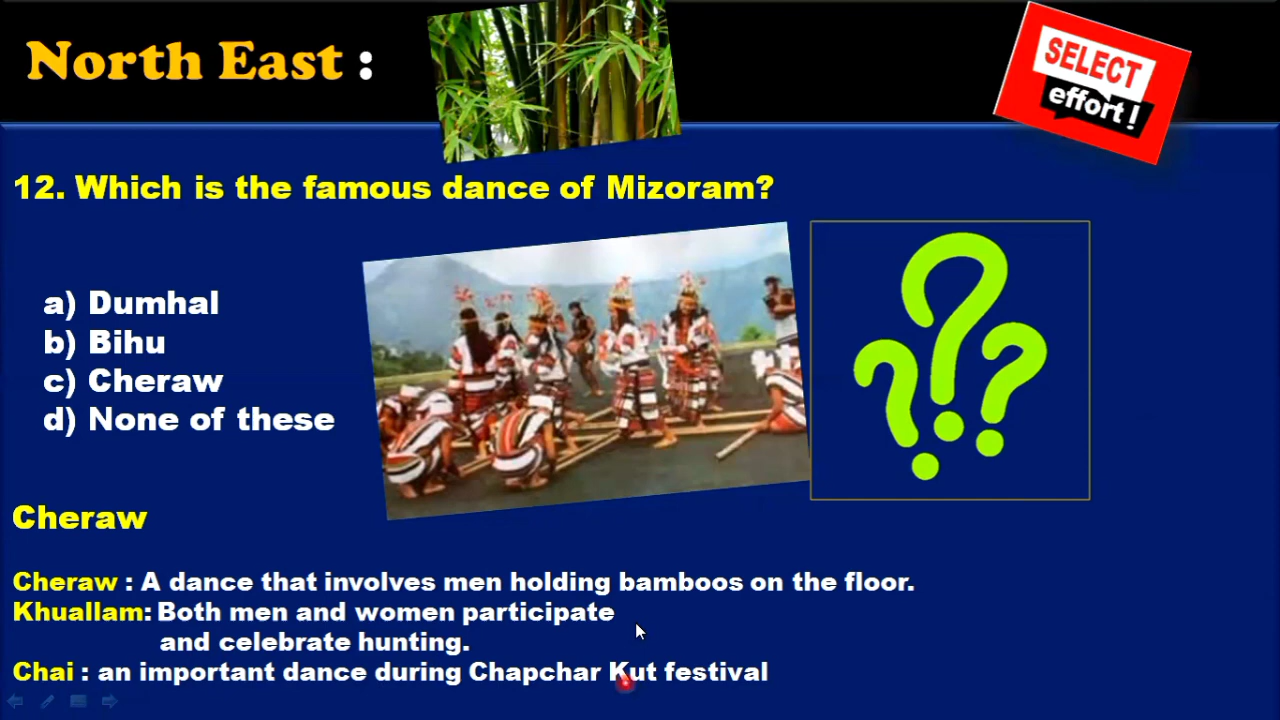 North East :
SELECT
effort !
12. Which is the famous dance of Mizoram?
a) Dumhal
b) Bihu
c) Cheraw
d) None of these
Cheraw
Cheraw : A dance that involves men holding bamboos on the floor.
Khuallam: Both men and women participate
and celebrate hunting.
Chai : an important dance during Chapchar Kut festival